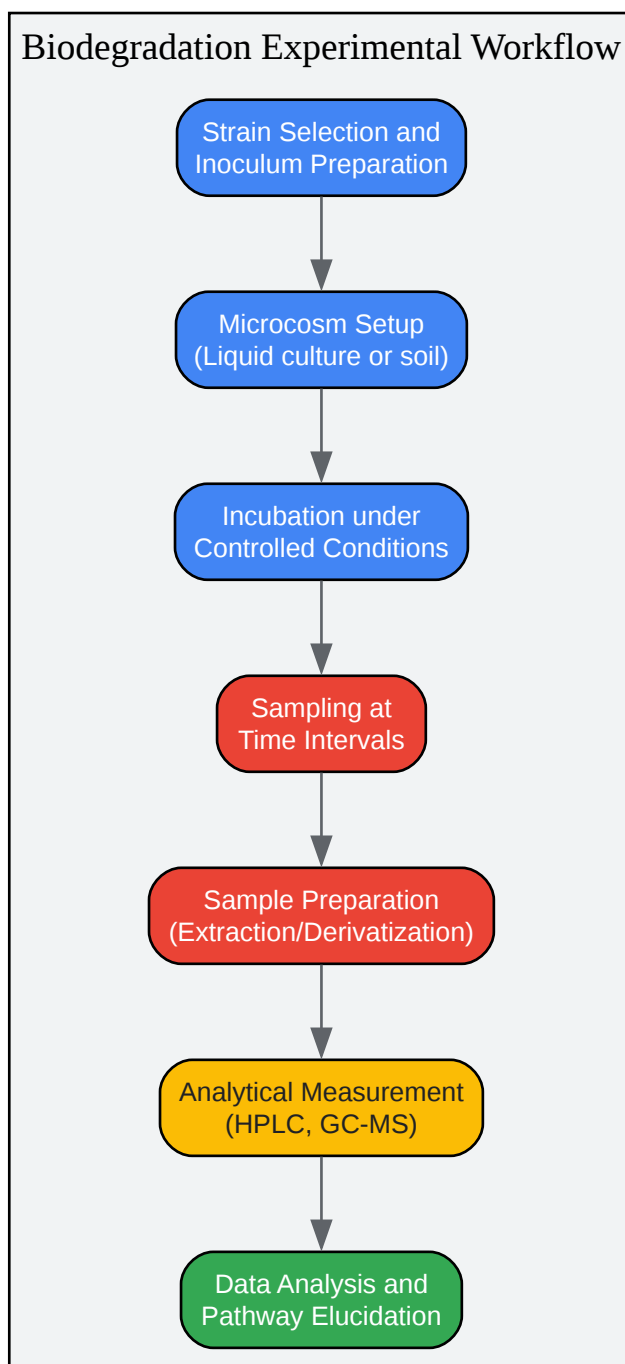 Biodegradation Experimental Workflow
Strain Selection and
Inoculum Preparation
Microcosm Setup
(Liquid culture or soil)
Incubation under
Controlled Conditions
Sampling at
Time Intervals
Sample Preparation
(Extraction/Derivatization)
Analytical Measurement
(HPLC, GC-MS)
Data Analysis and
Pathway Elucidation